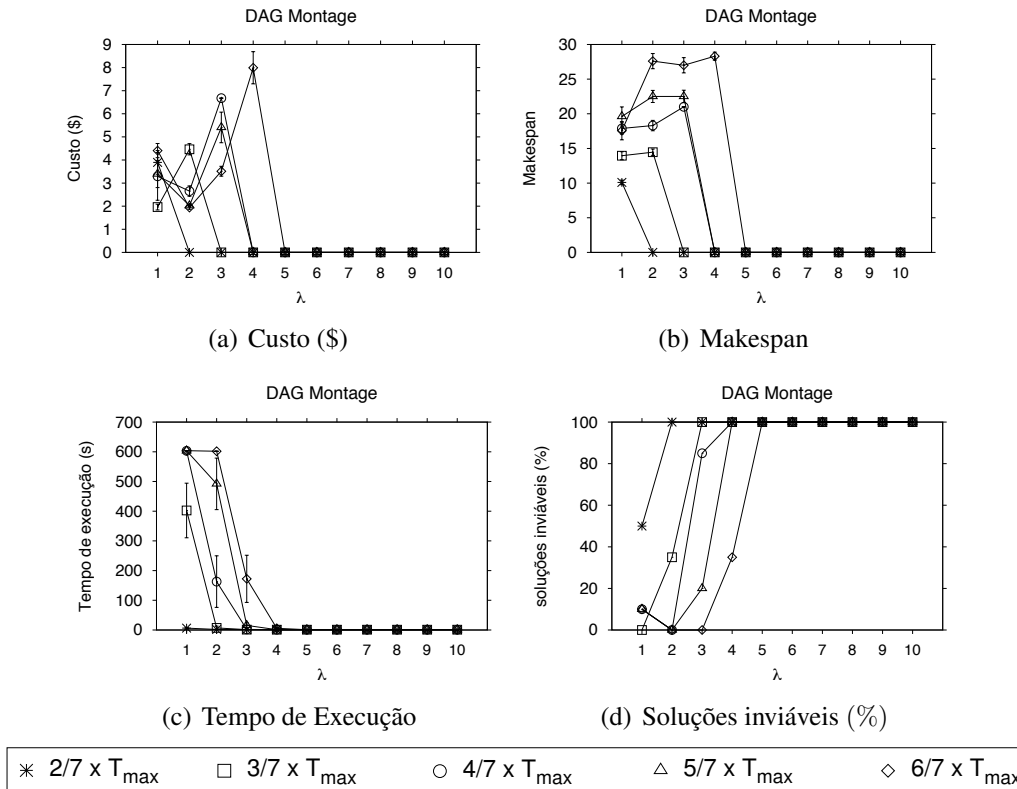 DAG Montage
Custo ($)
9
8
7
6
5
4
3
2
1
0
1 2 3 4 5 6 7 8 9 10
λ
(a) Custo ($)
DAG Montage
Makespan
30
25
20
15
10
5
0
1 2 3 4 5 6 7 8 9 10
λ
(b) Makespan
DAG Montage
Tempo de execução (s)
700
600
500
400
300
200
100
0
1 2 3 4 5 6 7 8 9 10
λ
(c) Tempo de Execução
DAG Montage
soluções inviáveis (%)
100
80
60
40
20
0
1 2 3 4 5 6 7 8 9 10
λ
(d) Soluções inviáveis (%)
2/7 x Tmax 3/7 x Tmax 4/7 x Tmax 5/7 x Tmax 6/7 x Tmax